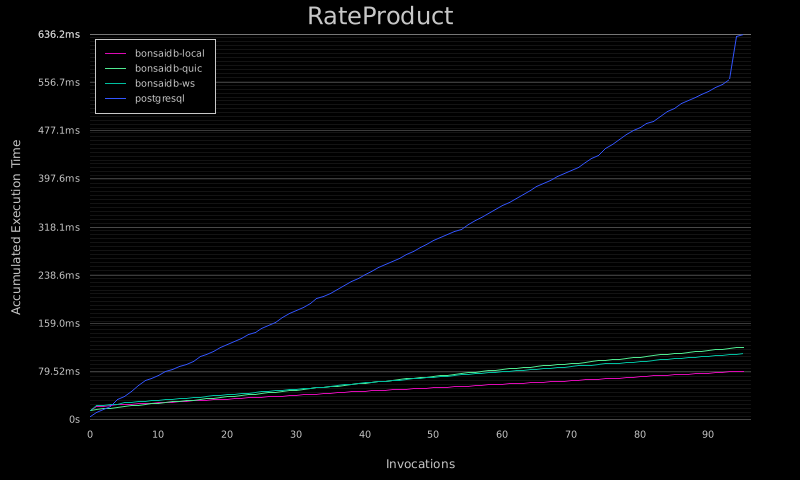 RateProduct
636.2ms
bonsaidb-local
bonsaidb-quic
bonsaidb-ws
postgresql
556.7ms
477.1ms
397.6ms
318.1ms
238.6ms
159.0ms
79.52ms
0s
Accumulated Execution Time
0 10 20 30 40 50 60 70 80 90
Invocations